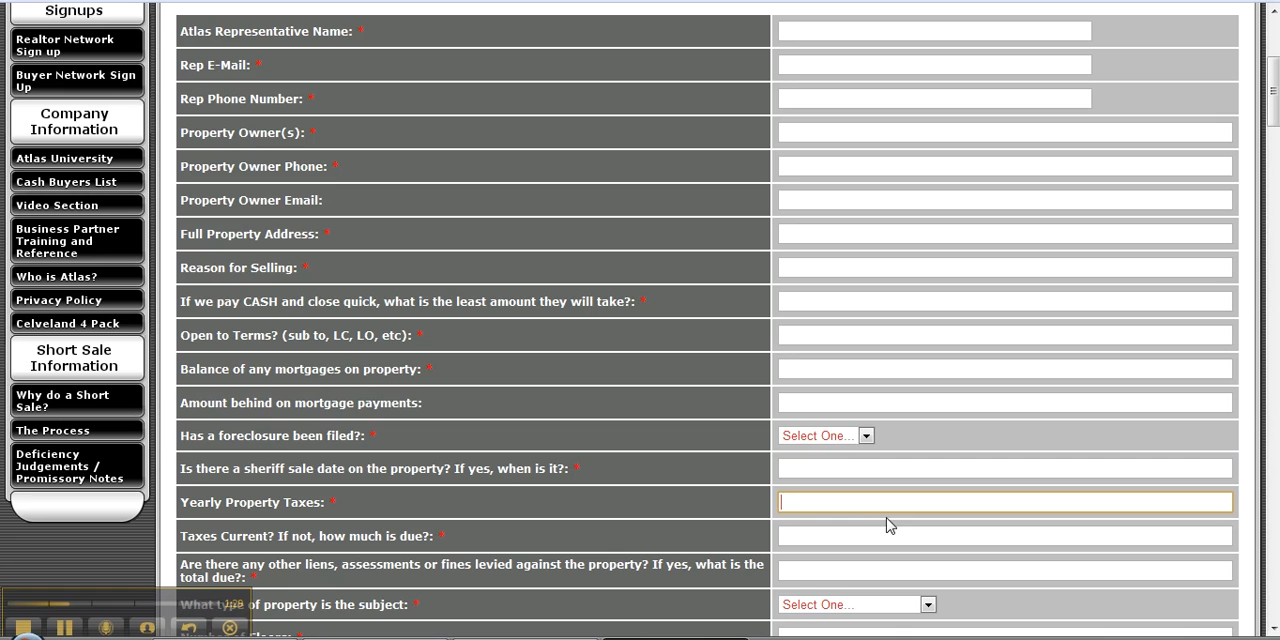 Signups
Realtor Network
Sign up
Buyer Network Sign
Up
Company
Information
Atlas University
Cash Buyers List
Video Section
Business Partner
Training and
Reference
Who is Atlas?
Privacy Policy
Celveland 4 Pack
Short Sale
Information
Why do a Short
Sale?
The Process
Deficiency
Judgements /
Promissory Notes
Atlas Representative Name: *
Rep E-Mail: *
Rep Phone Number: *
Property Owner(s): *
Property Owner Phone: *
Property Owner Email:
Full Property Address: *
Reason for Selling: *
If we pay CASH and close quick, what is the least amount they will take?: *
Open to Terms? (sub to, LC, LO, etc): *
Balance of any mortgages on property: *
Amount behind on mortgage payments:
Has a foreclosure been filed?: * Select One...
Is there a sheriff sale date on the property? If yes, when is it?: *
Yearly Property Taxes: *
Taxes Current? If not, how much is due?: *
Are there any other liens, assessments or fines levied against the property? If yes, what is the
total due?: *
What type of property is the subject: * Select One...